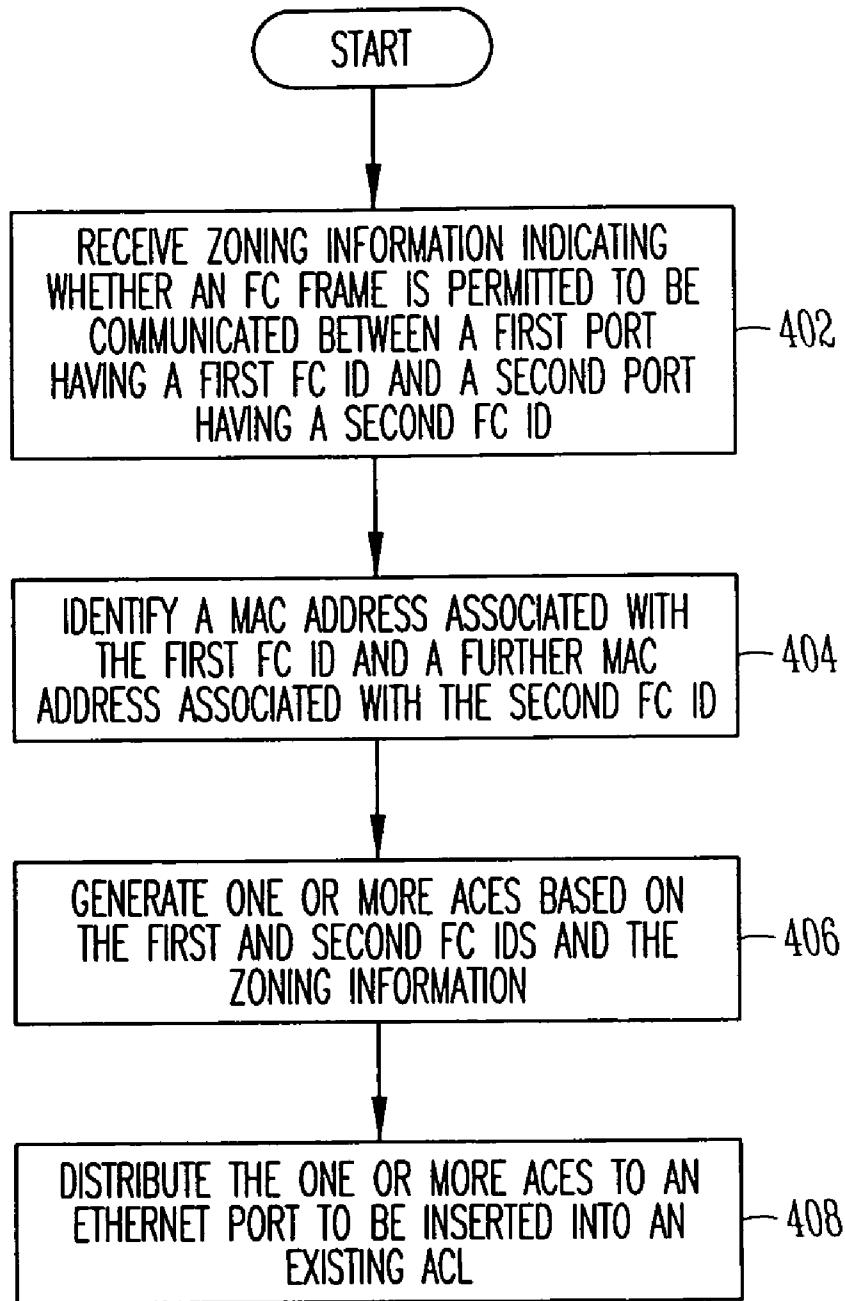 START
RECEIVE ZONING INFORMATION INDICATING
WHETHER AN FC FRAME IS PERMITTED TO BE
COMMUNICATED BETWEEN A FIRST PORT
HAVING A FIRST FC ID AND A SECOND PORT
HAVING A SECOND FC ID
402
IDENTIFY A MAC ADDRESS ASSOCIATED WITH
THE FIRST FC ID AND A FURTHER MAC
ADDRESS ASSOCIATED WITH THE SECOND FC ID
404
GENERATE ONE OR MORE ACES BASED ON
THE FIRST AND SECOND FC IDS AND THE
ZONING INFORMATION
406
DISTRIBUTE THE ONE OR MORE ACES TO AN
ETHERNET PORT TO BE INSERTED INTO AN
EXISTING ACL
408